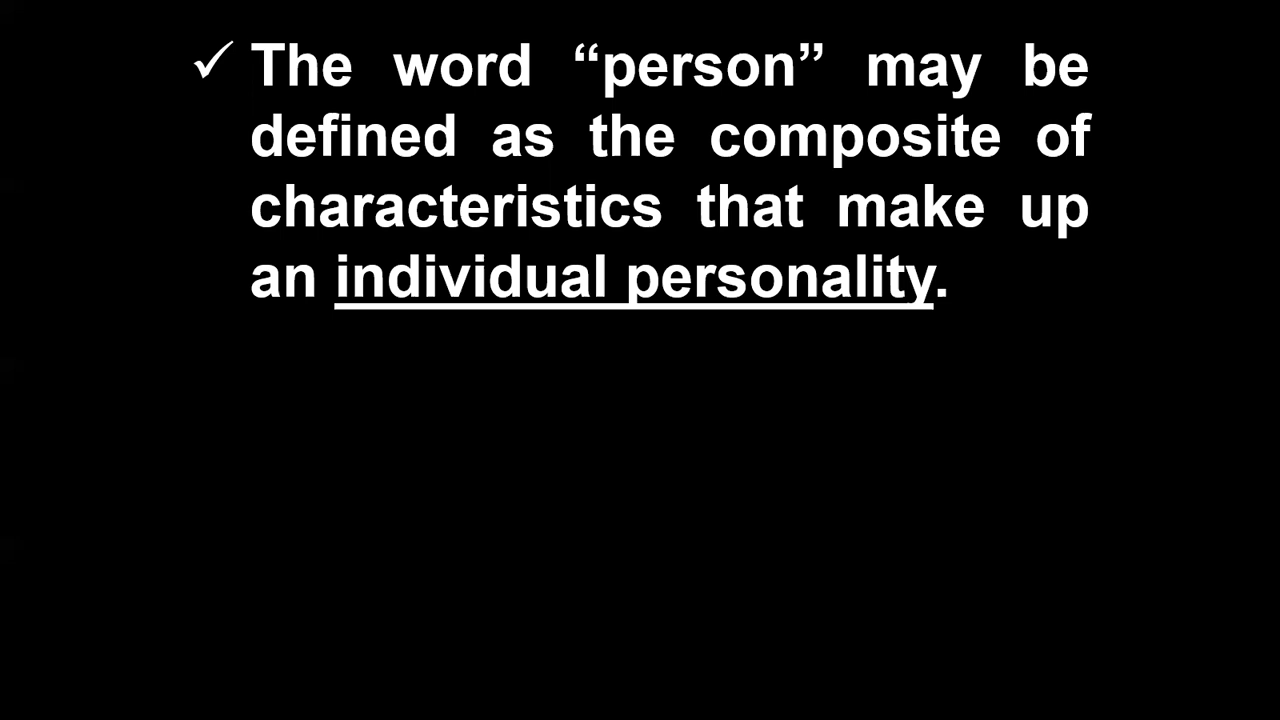 ✓ The word “person” may be
defined as the composite of
characteristics that make up
an individual personality.